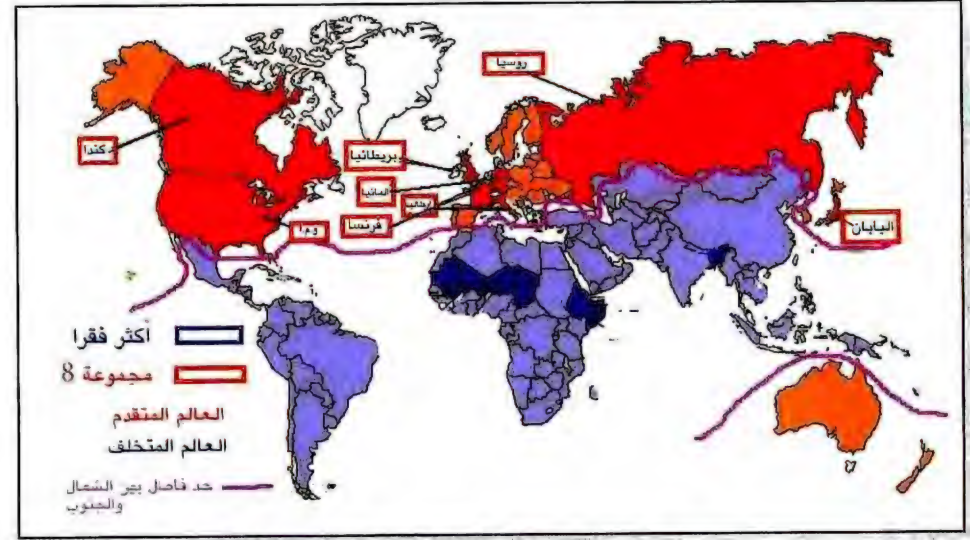 روسيا
كندا
بريطانيا
المانيا
إيطاليا
فرنسا
و.م.ا
اليابان
أكثر فقرا
مجموعة 8
العالم المتقدم
العالم المتخلف
حد فاصل بين الشمال
والجنوب